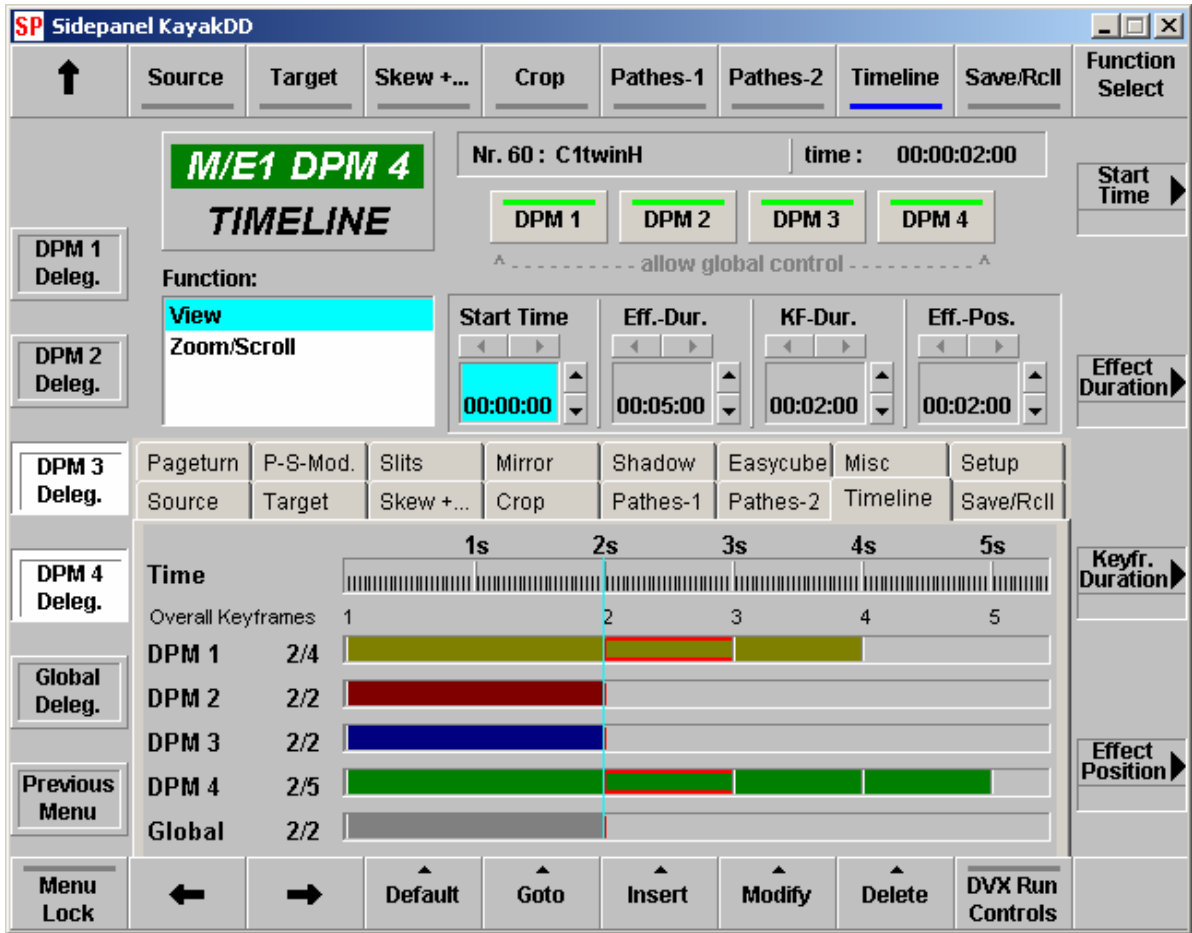 SP Sidepanel KayakDD
Source
Target
Skew +...
Crop
Pathes-1
Pathes-2
Timeline
Save/Rcll
Function
Select
M/E1 DPM 4
TIMELINE
Nr. 60 : C1twinH
time : 00:00:02:00
DPM 1
DPM 2
DPM 3
DPM 4
^ - - - - - - - - - - - allow global control - - - - - - - - - - ^
Start
Time
DPM 1
Deleg.
Function:
View
Zoom/Scroll
Start Time
Eff.-Dur.
KF-Dur.
Eff.-Pos.
00:00:00
00:05:00
00:02:00
00:02:00
DPM 2
Deleg.
Effect
Duration
DPM 3
Deleg.
Pageturn
P-S-Mod.
Slits
Mirror
Shadow
Easycube
Misc
Setup
Source
Target
Skew +...
Crop
Pathes-1
Pathes-2
Timeline
Save/Rcll
1s 2s 3s 4s 5s
Time
Overall Keyframes 1 2 3 4 5
DPM 1 2/4
DPM 2 2/2
DPM 3 2/2
DPM 4 2/5
Global 2/2
DPM 4
Deleg.
Keyfr.
Duration
Global
Deleg.
Previous
Menu
Effect
Position
Menu
Lock
Default
Goto
Insert
Modify
Delete
DVX Run
Controls